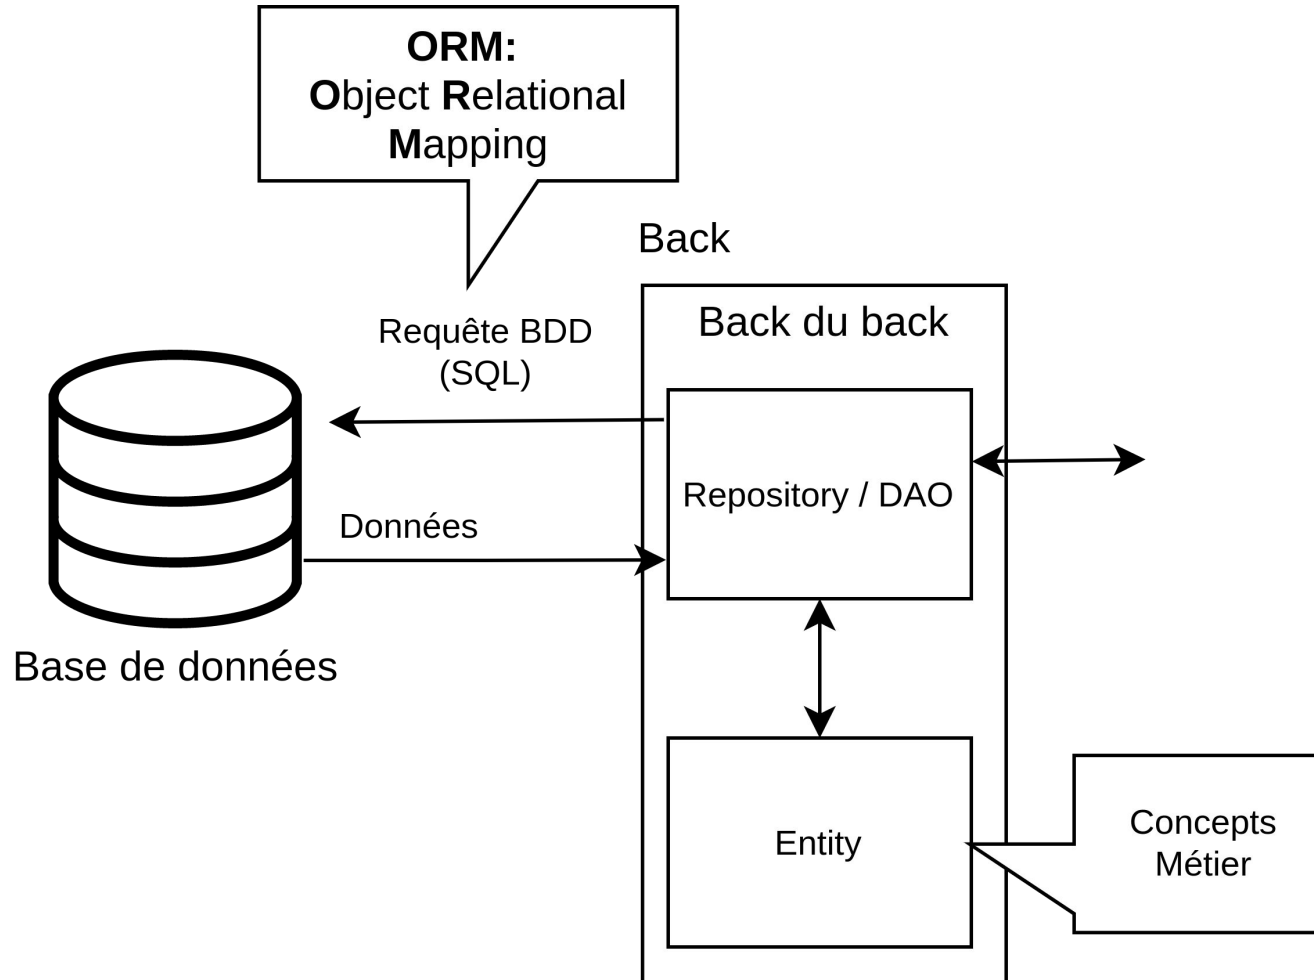 ORM:
Object Relational
Mapping
Back
Back du back
Requête BDD
(SQL)
Repository / DAO
Données
Base de données
Entity
Concepts
Métier